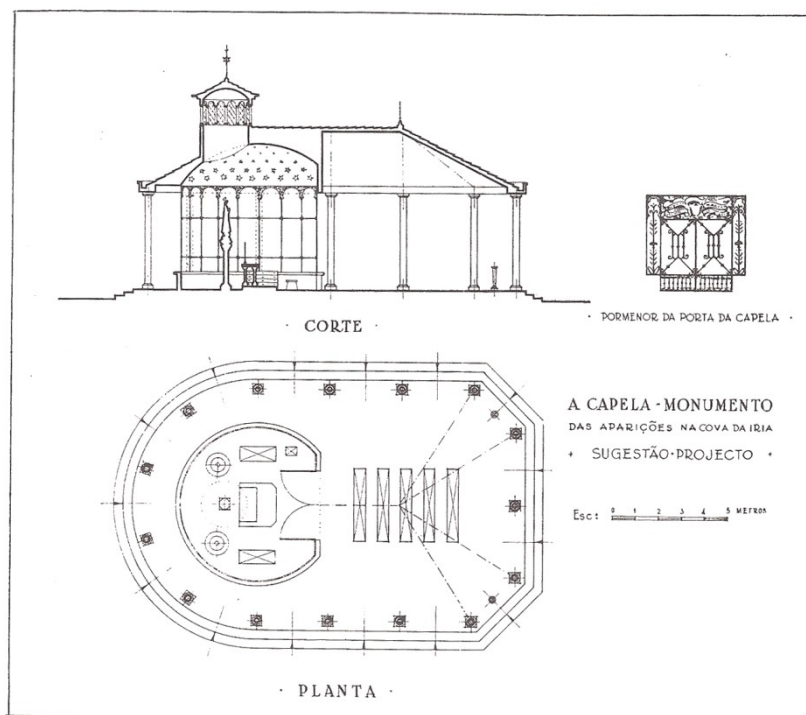 · CORTE ·
· PORMENOR DA PORTA DA CAPELA ·
A CAPELA - MONUMENTO
DAS APARIÇÕES NA COVA DA IRIA
· SUGESTÃO·PROJECTO ·
Esc: 0 1 2 3 4 5 METROS
· PLANTA ·